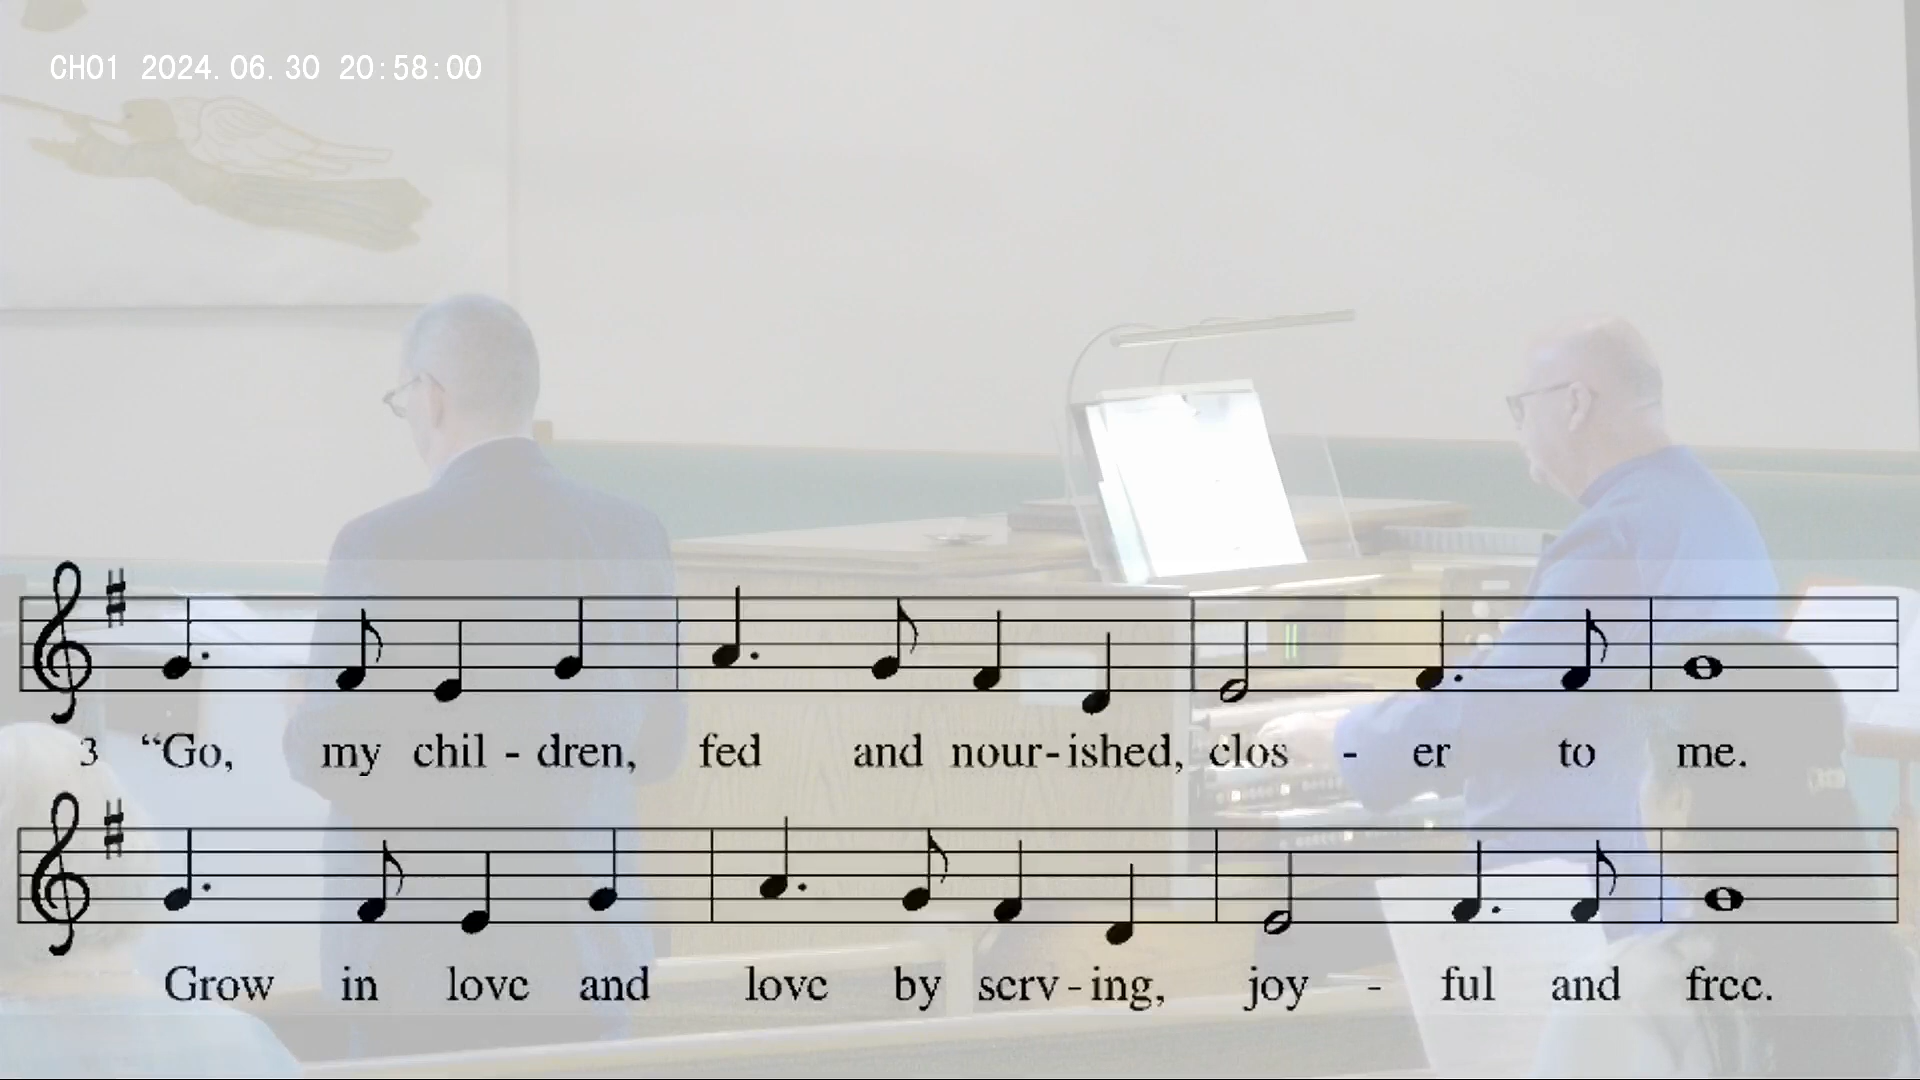 CH01 2024.06.30 20:58:00
3 “Go, my chil - dren, fed and nour - ished, clos - er to me.
Grow in love and love by serv - ing, joy - ful and free.